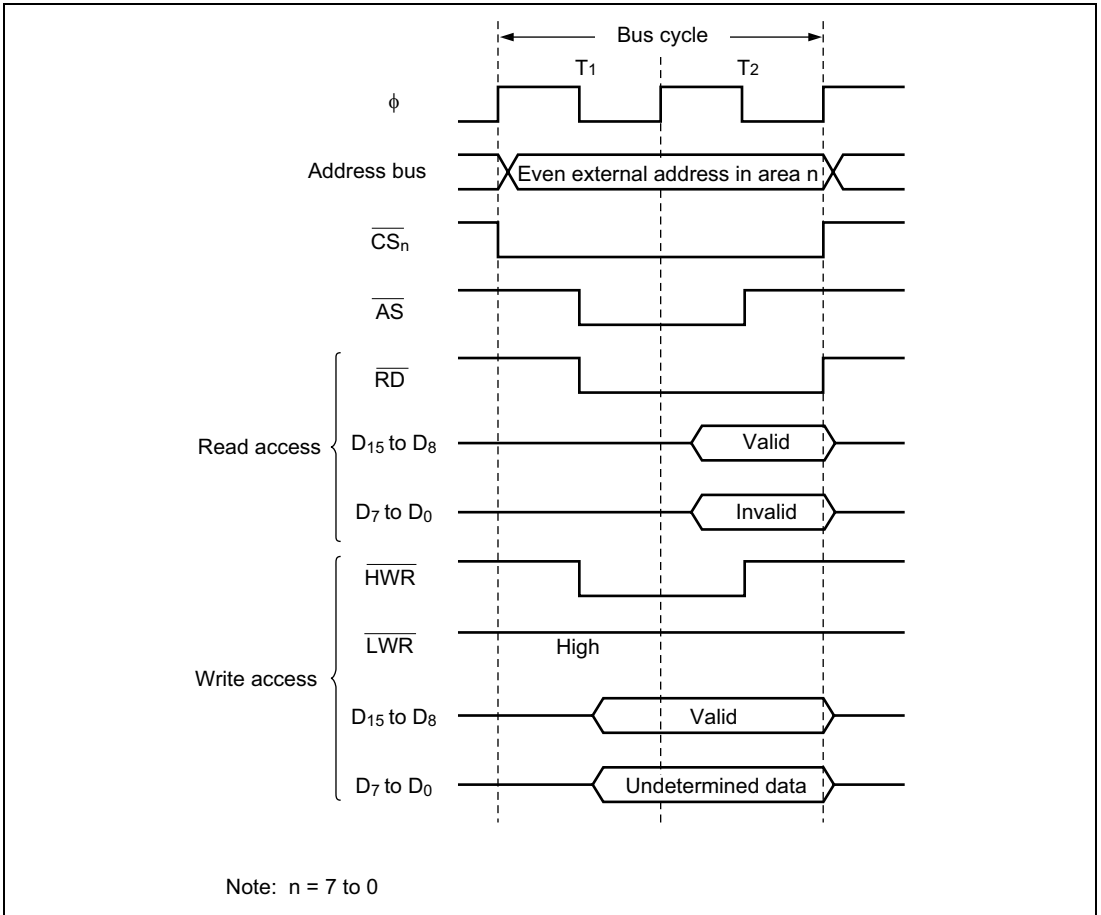 Bus cycle
T1 T2
φ
Address bus Even external address in area n
CSn
AS
RD
Read access D15 to D8 Valid
D7 to D0 Invalid
HWR
LWR High
Write access
D15 to D8 Valid
D7 to D0 Undetermined data
Note: n = 7 to 0